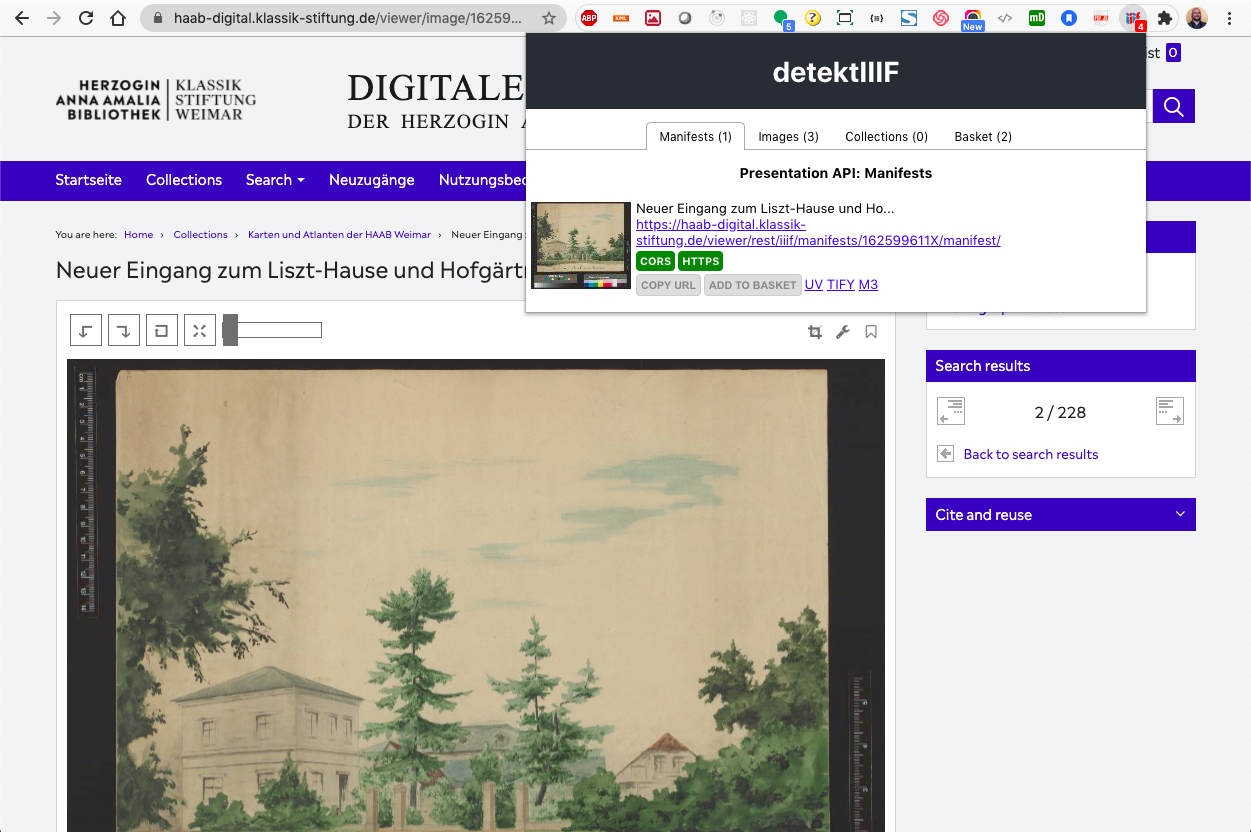 haab-digital.klassik-stiftung.de/viewer/image/16259...
ABP
XML
5
?
New
mD
4
detektIIIF
Manifests (1)
Images (3)
Collections (0)
Basket (2)
Presentation API: Manifests
Neuer Eingang zum Liszt-Hause und Ho...
https://haab-digital.klassik-
stiftung.de/viewer/rest/iiif/manifests/162599611X/manifest/
CORS HTTPS
COPY URL ADD TO BASKET UV TIFY M3
ist 0
HERZOGIN
ANNA AMALIA
BIBLIOTHEK
KLASSIK
STIFTUNG
WEIMAR
DIGITALE
DER HERZOGIN
Startseite
Collections
Search
Neuzugänge
Nutzungsbed
You are here: Home › Collections › Karten und Atlanten der HAAB Weimar › Neuer Eingang
Neuer Eingang zum Liszt-Hause und Hofgärtn
Search results
2 / 228
Back to search results
Cite and reuse